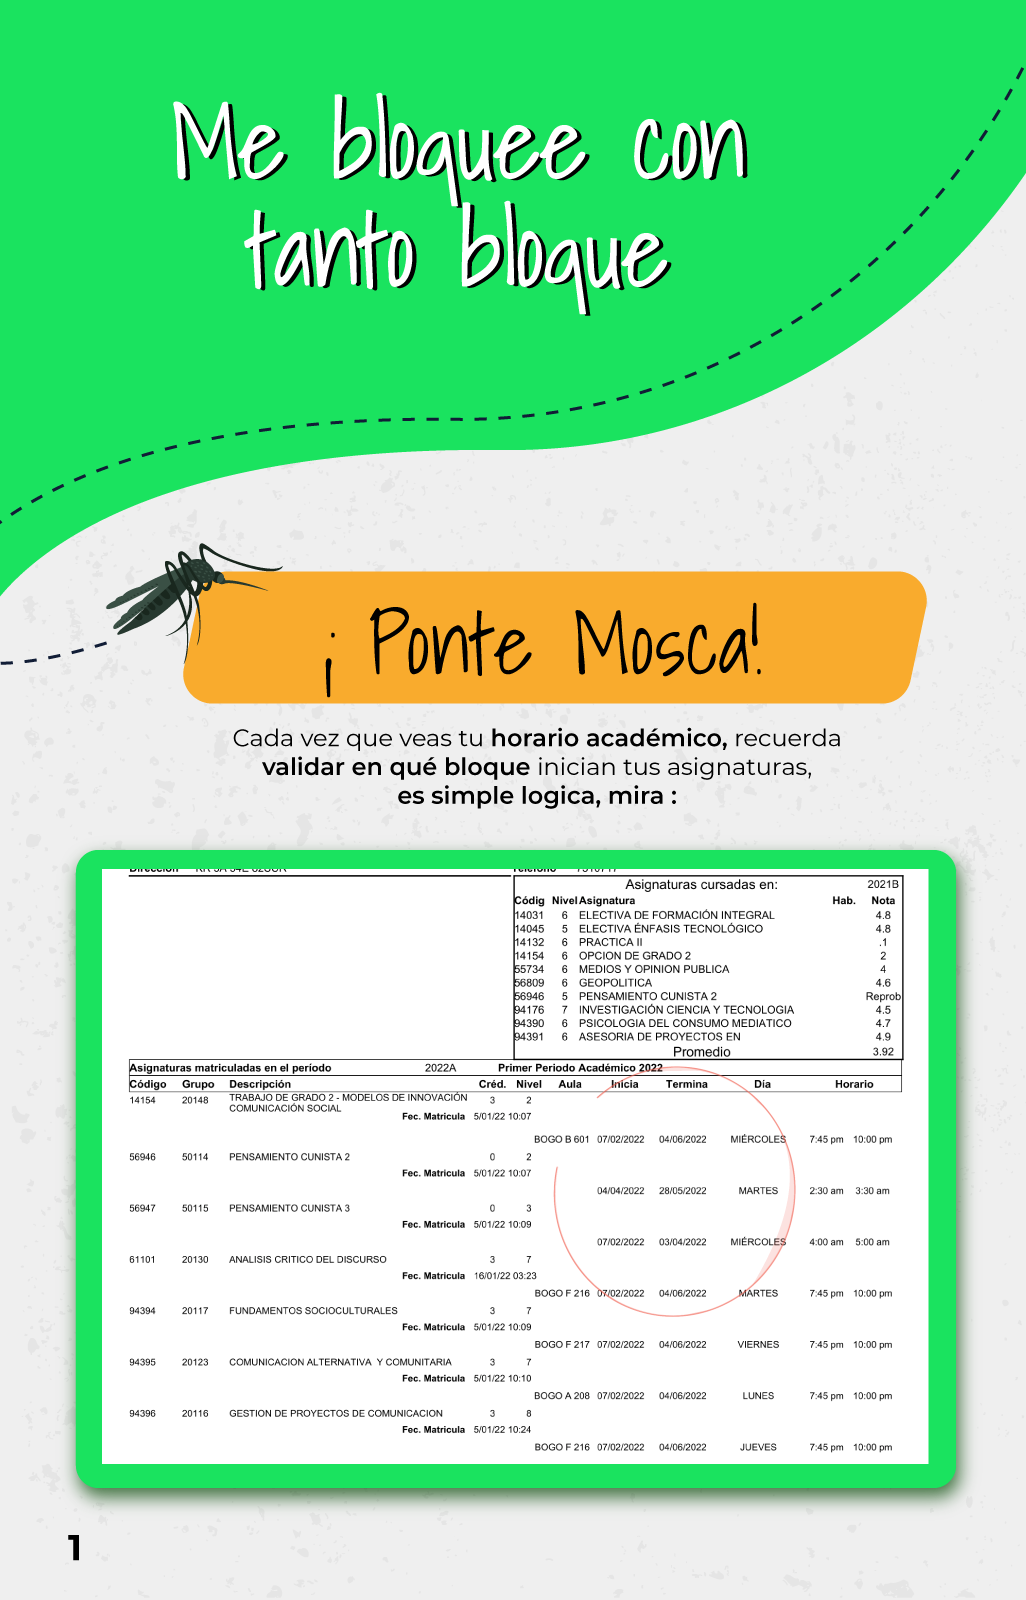 Me bloquee con
tanto bloque
¡ Ponte Mosca!
Cada vez que veas tu horario académico, recuerda
validar en qué bloque inician tus asignaturas,
es simple logica, mira :
Dirección
Asignaturas cursadas en: 2021B
Códig Nivel Asignatura Hab. Nota
14031 6 ELECTIVA DE FORMACIÓN INTEGRAL 4.8
14045 5 ELECTIVA ÉNFASIS TECNOLÓGICO 4.8
14132 6 PRACTICA II .1
14154 6 OPCION DE GRADO 2 2
55734 6 MEDIOS Y OPINION PUBLICA 4
56809 6 GEOPOLITICA 4.6
56946 5 PENSAMIENTO CUNISTA 2 Reprob
94176 7 INVESTIGACIÓN CIENCIA Y TECNOLOGIA 4.5
94390 6 PSICOLOGIA DEL CONSUMO MEDIATICO 4.7
94391 6 ASESORIA DE PROYECTOS EN 4.9
Promedio 3.92
Asignaturas matriculadas en el período 2022A Primer Periodo Académico 2022
Código Grupo Descripción Créd. Nivel Aula Inicia Termina Día Horario
14154 20148 TRABAJO DE GRADO 2 - MODELOS DE INNOVACIÓN 3 2
COMUNICACIÓN SOCIAL
Fec. Matricula 5/01/22 10:07
BOGO B 601 07/02/2022 04/06/2022 MIÉRCOLES 7:45 pm 10:00 pm
56946 50114 PENSAMIENTO CUNISTA 2 0 2
Fec. Matricula 5/01/22 10:07
04/04/2022 28/05/2022 MARTES 2:30 am 3:30 am
56947 50115 PENSAMIENTO CUNISTA 3 0 3
Fec. Matricula 5/01/22 10:09
07/02/2022 03/04/2022 MIÉRCOLES 4:00 am 5:00 am
61101 20130 ANALISIS CRITICO DEL DISCURSO 3 7
Fec. Matricula 16/01/22 03:23
BOGO F 216 07/02/2022 04/06/2022 MARTES 7:45 pm 10:00 pm
94394 20117 FUNDAMENTOS SOCIOCULTURALES 3 7
Fec. Matricula 5/01/22 10:09
BOGO F 217 07/02/2022 04/06/2022 VIERNES 7:45 pm 10:00 pm
94395 20123 COMUNICACION ALTERNATIVA Y COMUNITARIA 3 7
Fec. Matricula 5/01/22 10:10
BOGO A 208 07/02/2022 04/06/2022 LUNES 7:45 pm 10:00 pm
94396 20116 GESTION DE PROYECTOS DE COMUNICACION 3 8
Fec. Matricula 5/01/22 10:24
BOGO F 216 07/02/2022 04/06/2022 JUEVES 7:45 pm 10:00 pm
1